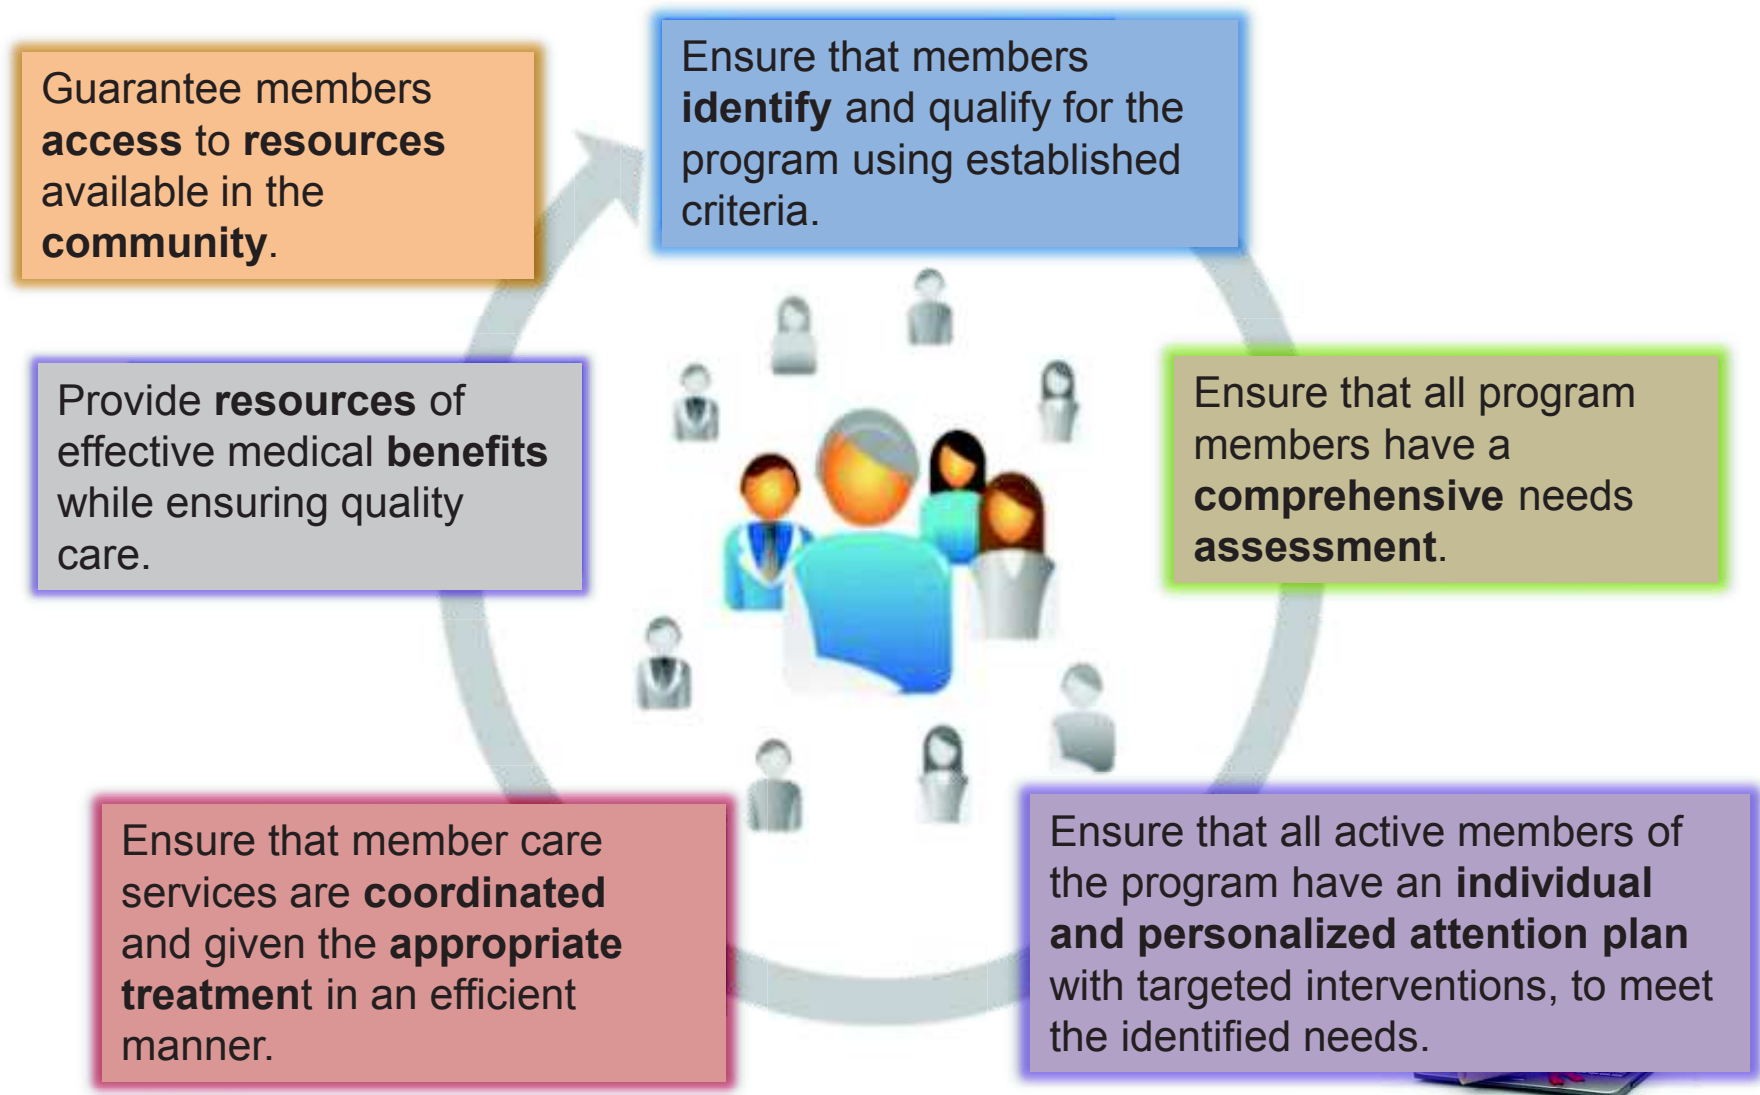 Guarantee members
access to resources
available in the
community.
Ensure that members
identify and qualify for the
program using established
criteria.
Provide resources of
effective medical benefits
while ensuring quality
care.
Ensure that all program
members have a
comprehensive needs
assessment.
Ensure that member care
services are coordinated
and given the appropriate
treatment in an efficient
manner.
Ensure that all active members of
the program have an individual
and personalized attention plan
with targeted interventions, to meet
the identified needs.